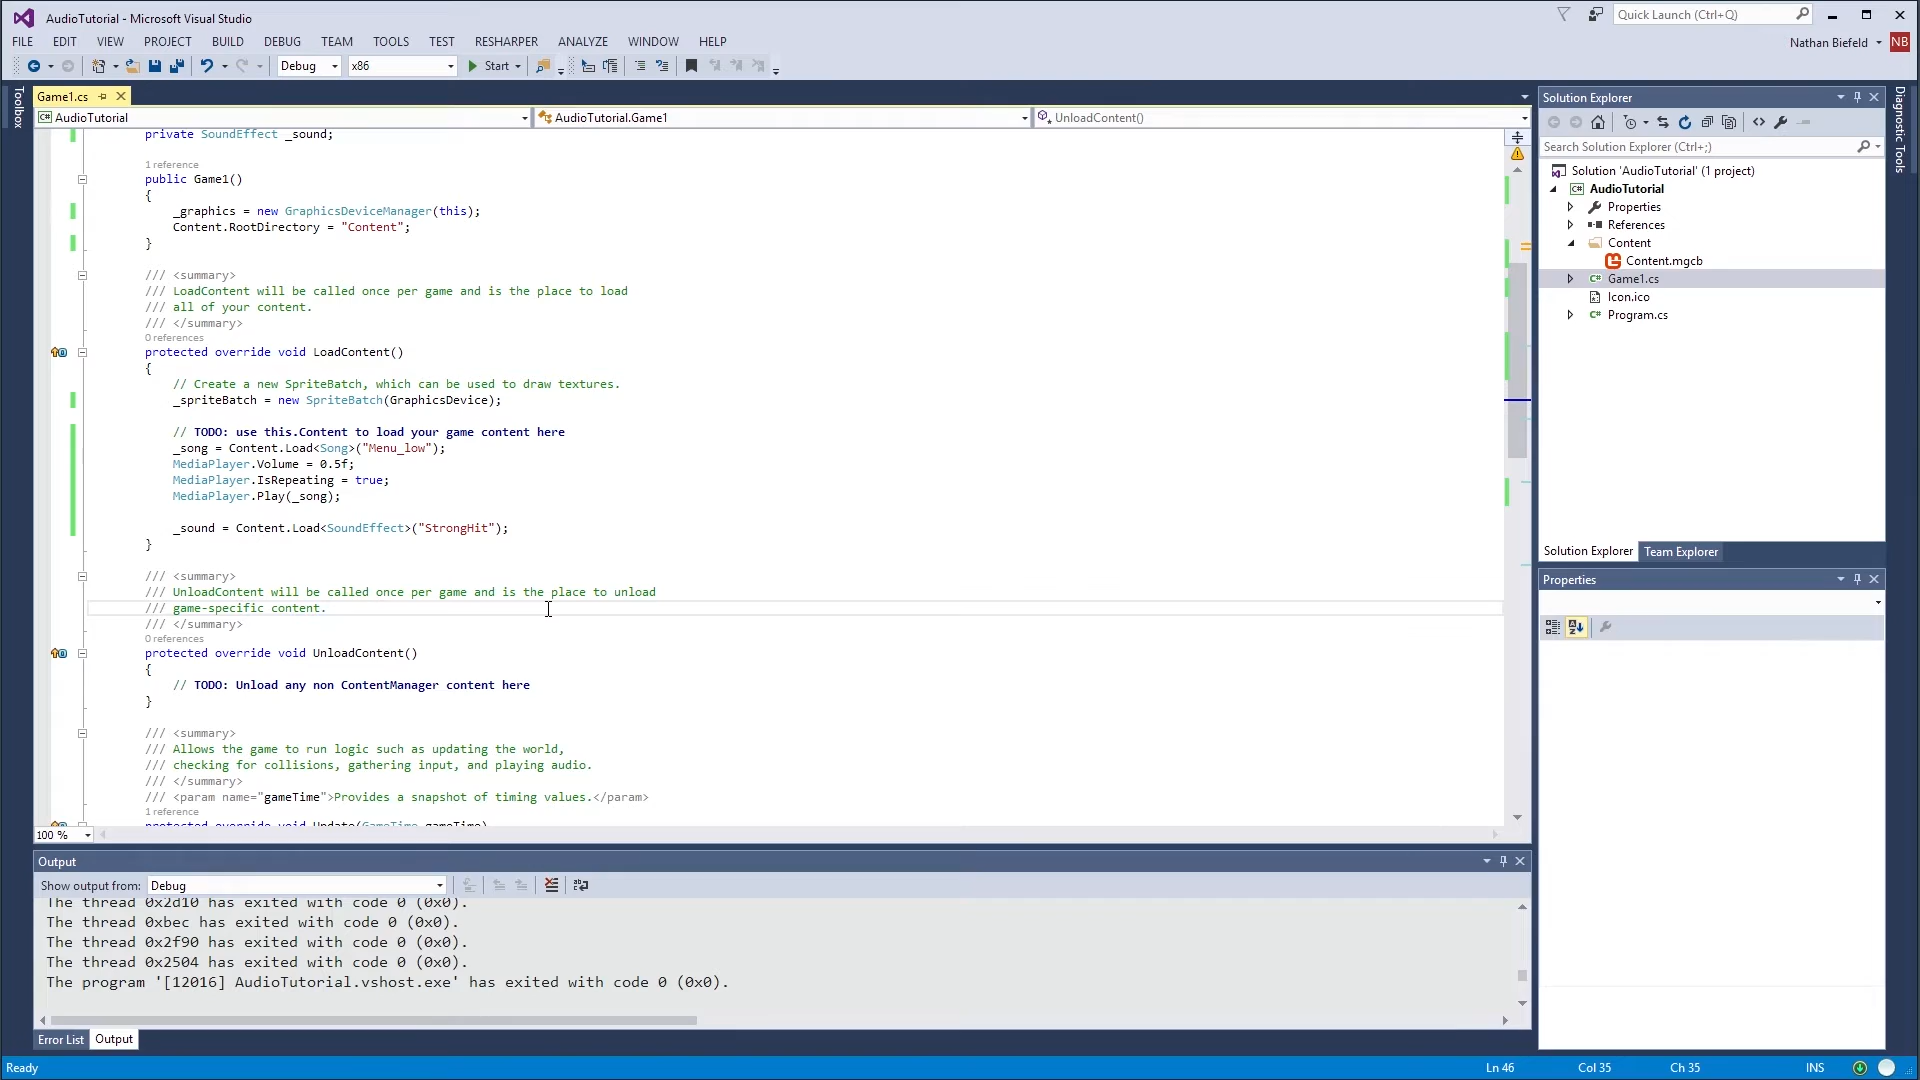 AudioTutorial - Microsoft Visual Studio
Quick Launch (Ctrl+Q)
FILE EDIT VIEW PROJECT BUILD DEBUG TEAM TOOLS TEST RESHARPER ANALYZE WINDOW HELP
Nathan Biefeld NB
Debug x86 Start
Toolbox
Game1.cs
AudioTutorial AudioTutorial.Game1 UnloadContent()
private SoundEffect _sound;
1 reference
public Game1()
{
_graphics = new GraphicsDeviceManager(this);
Content.RootDirectory = "Content";
}
/// <summary>
/// LoadContent will be called once per game and is the place to load
/// all of your content.
/// </summary>
0 references
protected override void LoadContent()
{
// Create a new SpriteBatch, which can be used to draw textures.
_spriteBatch = new SpriteBatch(GraphicsDevice);
// TODO: use this.Content to load your game content here
_song = Content.Load<Song>("Menu_low");
MediaPlayer.Volume = 0.5f;
MediaPlayer.IsRepeating = true;
MediaPlayer.Play(_song);
_sound = Content.Load<SoundEffect>("StrongHit");
}
/// <summary>
/// UnloadContent will be called once per game and is the place to unload
/// game-specific content.
/// </summary>
0 references
protected override void UnloadContent()
{
// TODO: Unload any non ContentManager content here
}
/// <summary>
/// Allows the game to run logic such as updating the world,
/// checking for collisions, gathering input, and playing audio.
/// </summary>
/// <param name="gameTime">Provides a snapshot of timing values.</param>
1 reference
protected override void Update(GameTime gameTime)
100 %
Output
Show output from: Debug
The thread 0x2d10 has exited with code 0 (0x0).
The thread 0xbec has exited with code 0 (0x0).
The thread 0x2f90 has exited with code 0 (0x0).
The thread 0x2504 has exited with code 0 (0x0).
The program '[12016] AudioTutorial.vshost.exe' has exited with code 0 (0x0).
Error List Output
Solution Explorer
Search Solution Explorer (Ctrl+;)
Solution 'AudioTutorial' (1 project)
AudioTutorial
Properties
References
Content
Content.mgcb
Game1.cs
Icon.ico
Program.cs
Solution Explorer Team Explorer
Properties
Diagnostic Tools
Ready Ln 46 Col 35 Ch 35 INS